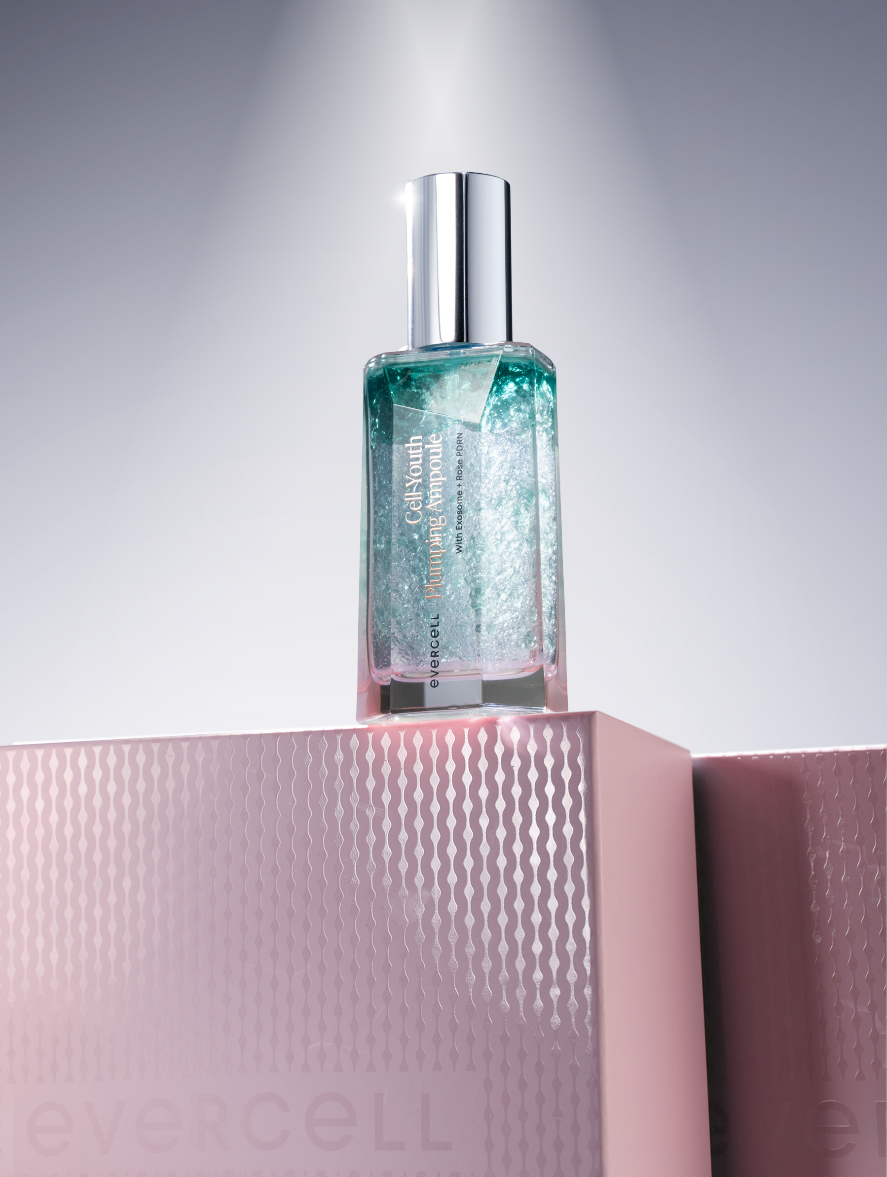 Cell-Youth
Plumping Ampoule
With Exosome + Rose PDRN
evercell
evercell